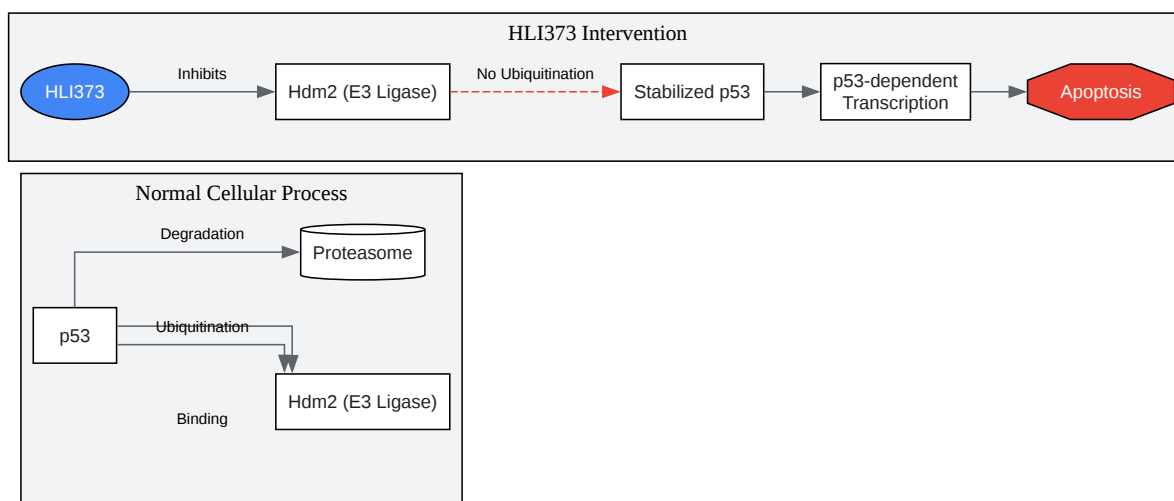 HLI373 Intervention
HLI373
Inhibits
Hdm2 (E3 Ligase)
No Ubiquitination
Stabilized p53
p53-dependent
Transcription
Apoptosis
Normal Cellular Process
Degradation
Proteasome
p53
Ubiquitination
Hdm2 (E3 Ligase)
Binding